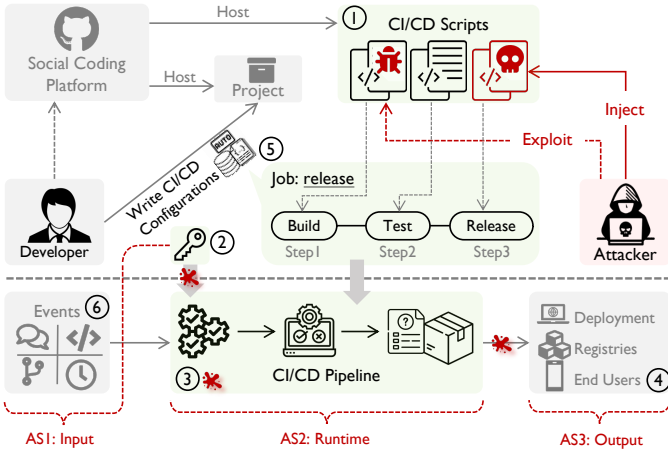 Host
① CI/CD Scripts
Social Coding
Platform
Host
Project
</>
</>
</>
Inject
Exploit
AUTO
⑤
Write CI/CD
Configurations
Job: release
Developer
Build
Test
Release
Step1
Step2
Step3
Attacker
②
Events ⑥
</>
?
③
CI/CD Pipeline
Deployment
Registries
End Users ④
AS1: Input
AS2: Runtime
AS3: Output